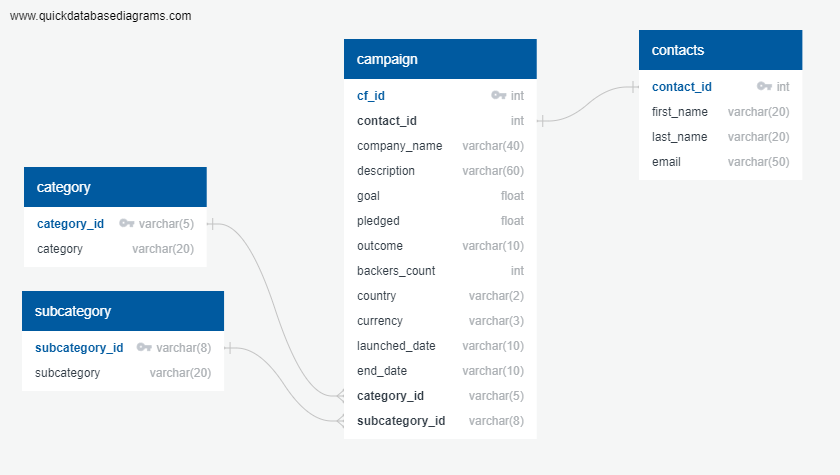 www.quickdatabasediagrams.com
campaign
cf_id int
contact_id int
company_name varchar(40)
description varchar(60)
goal float
pledged float
outcome varchar(10)
backers_count int
country varchar(2)
currency varchar(3)
launched_date varchar(10)
end_date varchar(10)
category_id varchar(5)
subcategory_id varchar(8)
contacts
contact_id int
first_name varchar(20)
last_name varchar(20)
email varchar(50)
category
category_id varchar(5)
category varchar(20)
subcategory
subcategory_id varchar(8)
subcategory varchar(20)